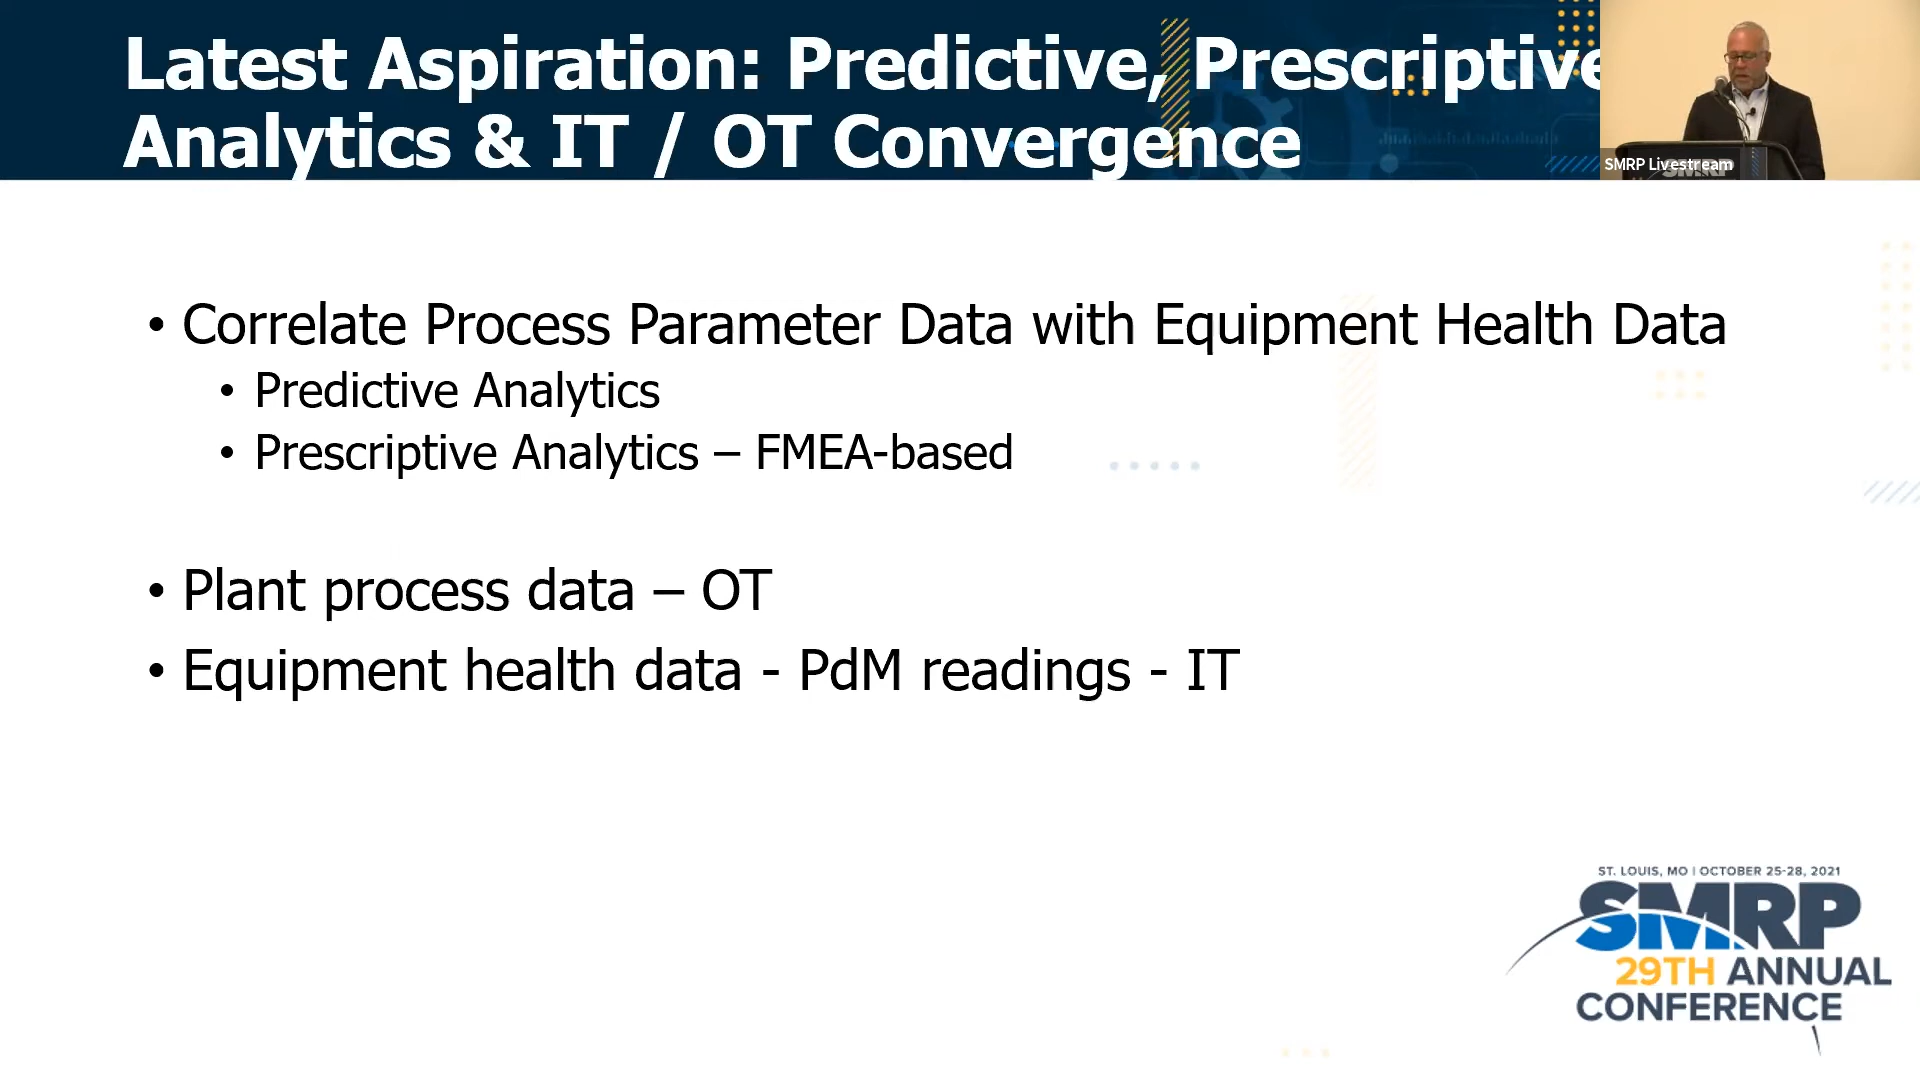 Latest Aspiration: Predictive, Prescriptive
Analytics & IT / OT Convergence
SMRP Livestream
SMRP
• Correlate Process Parameter Data with Equipment Health Data
• Predictive Analytics
• Prescriptive Analytics – FMEA-based
• Plant process data – OT
• Equipment health data - PdM readings - IT
ST. LOUIS, MO | OCTOBER 25-28, 2021
SMRP
29TH ANNUAL
CONFERENCE